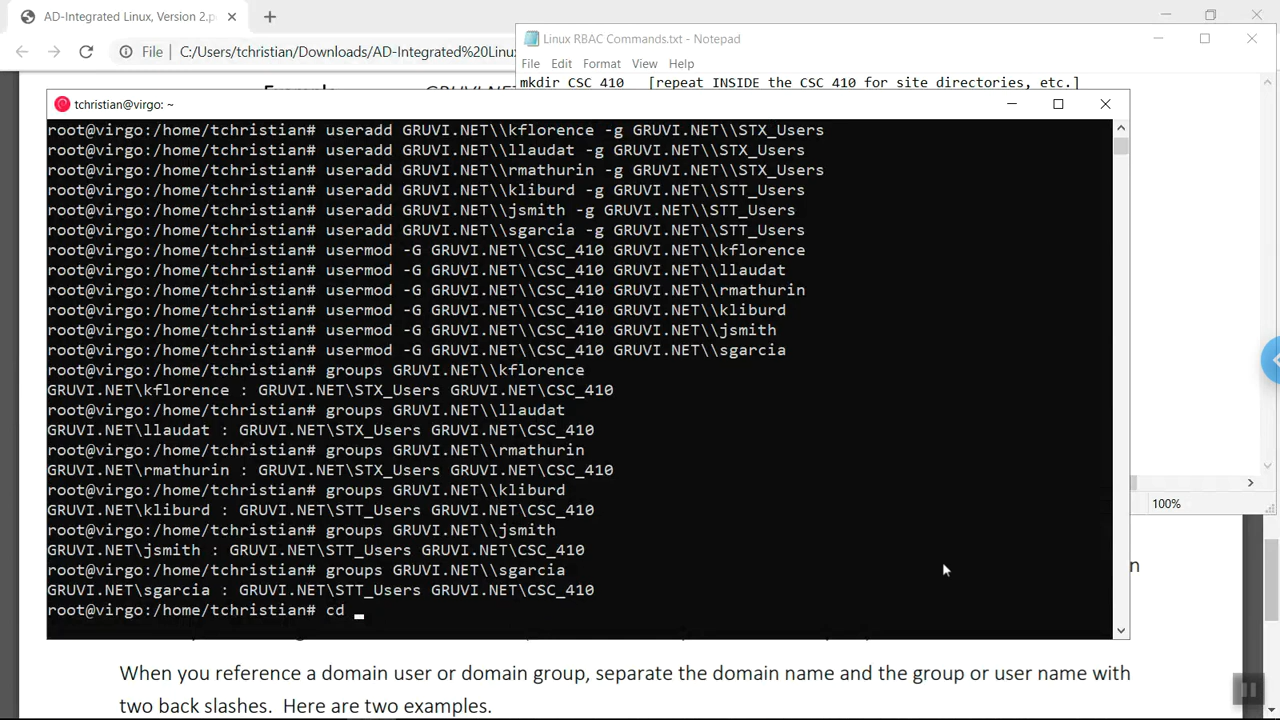 AD-Integrated Linux, Version 2.p
File C:/Users/tchristian/Downloads/AD-Integrated%20Linux
Linux RBAC Commands.txt - Notepad
File Edit Format View Help
mkdir CSC_410 [repeat INSIDE the CSC_410 for site directories, etc.]
tchristian@virgo: ~
root@virgo:/home/tchristian# useradd GRUVI.NET\\kflorence -g GRUVI.NET\\STX_Users
root@virgo:/home/tchristian# useradd GRUVI.NET\\llaudat -g GRUVI.NET\\STX_Users
root@virgo:/home/tchristian# useradd GRUVI.NET\\rmathurin -g GRUVI.NET\\STX_Users
root@virgo:/home/tchristian# useradd GRUVI.NET\\kliburd -g GRUVI.NET\\STT_Users
root@virgo:/home/tchristian# useradd GRUVI.NET\\jsmith -g GRUVI.NET\\STT_Users
root@virgo:/home/tchristian# useradd GRUVI.NET\\sgarcia -g GRUVI.NET\\STT_Users
root@virgo:/home/tchristian# usermod -G GRUVI.NET\\CSC_410 GRUVI.NET\\kflorence
root@virgo:/home/tchristian# usermod -G GRUVI.NET\\CSC_410 GRUVI.NET\\llaudat
root@virgo:/home/tchristian# usermod -G GRUVI.NET\\CSC_410 GRUVI.NET\\rmathurin
root@virgo:/home/tchristian# usermod -G GRUVI.NET\\CSC_410 GRUVI.NET\\kliburd
root@virgo:/home/tchristian# usermod -G GRUVI.NET\\CSC_410 GRUVI.NET\\jsmith
root@virgo:/home/tchristian# usermod -G GRUVI.NET\\CSC_410 GRUVI.NET\\sgarcia
root@virgo:/home/tchristian# groups GRUVI.NET\\kflorence
GRUVI.NET\kflorence : GRUVI.NET\STX_Users GRUVI.NET\CSC_410
root@virgo:/home/tchristian# groups GRUVI.NET\\llaudat
GRUVI.NET\llaudat : GRUVI.NET\STX_Users GRUVI.NET\CSC_410
root@virgo:/home/tchristian# groups GRUVI.NET\\rmathurin
GRUVI.NET\rmathurin : GRUVI.NET\STX_Users GRUVI.NET\CSC_410
root@virgo:/home/tchristian# groups GRUVI.NET\\kliburd
GRUVI.NET\kliburd : GRUVI.NET\STT_Users GRUVI.NET\CSC_410
root@virgo:/home/tchristian# groups GRUVI.NET\\jsmith
GRUVI.NET\jsmith : GRUVI.NET\STT_Users GRUVI.NET\CSC_410
root@virgo:/home/tchristian# groups GRUVI.NET\\sgarcia
GRUVI.NET\sgarcia : GRUVI.NET\STT_Users GRUVI.NET\CSC_410
root@virgo:/home/tchristian# cd
100%
n
When you reference a domain user or domain group, separate the domain name and the group or user name with
two back slashes. Here are two examples.